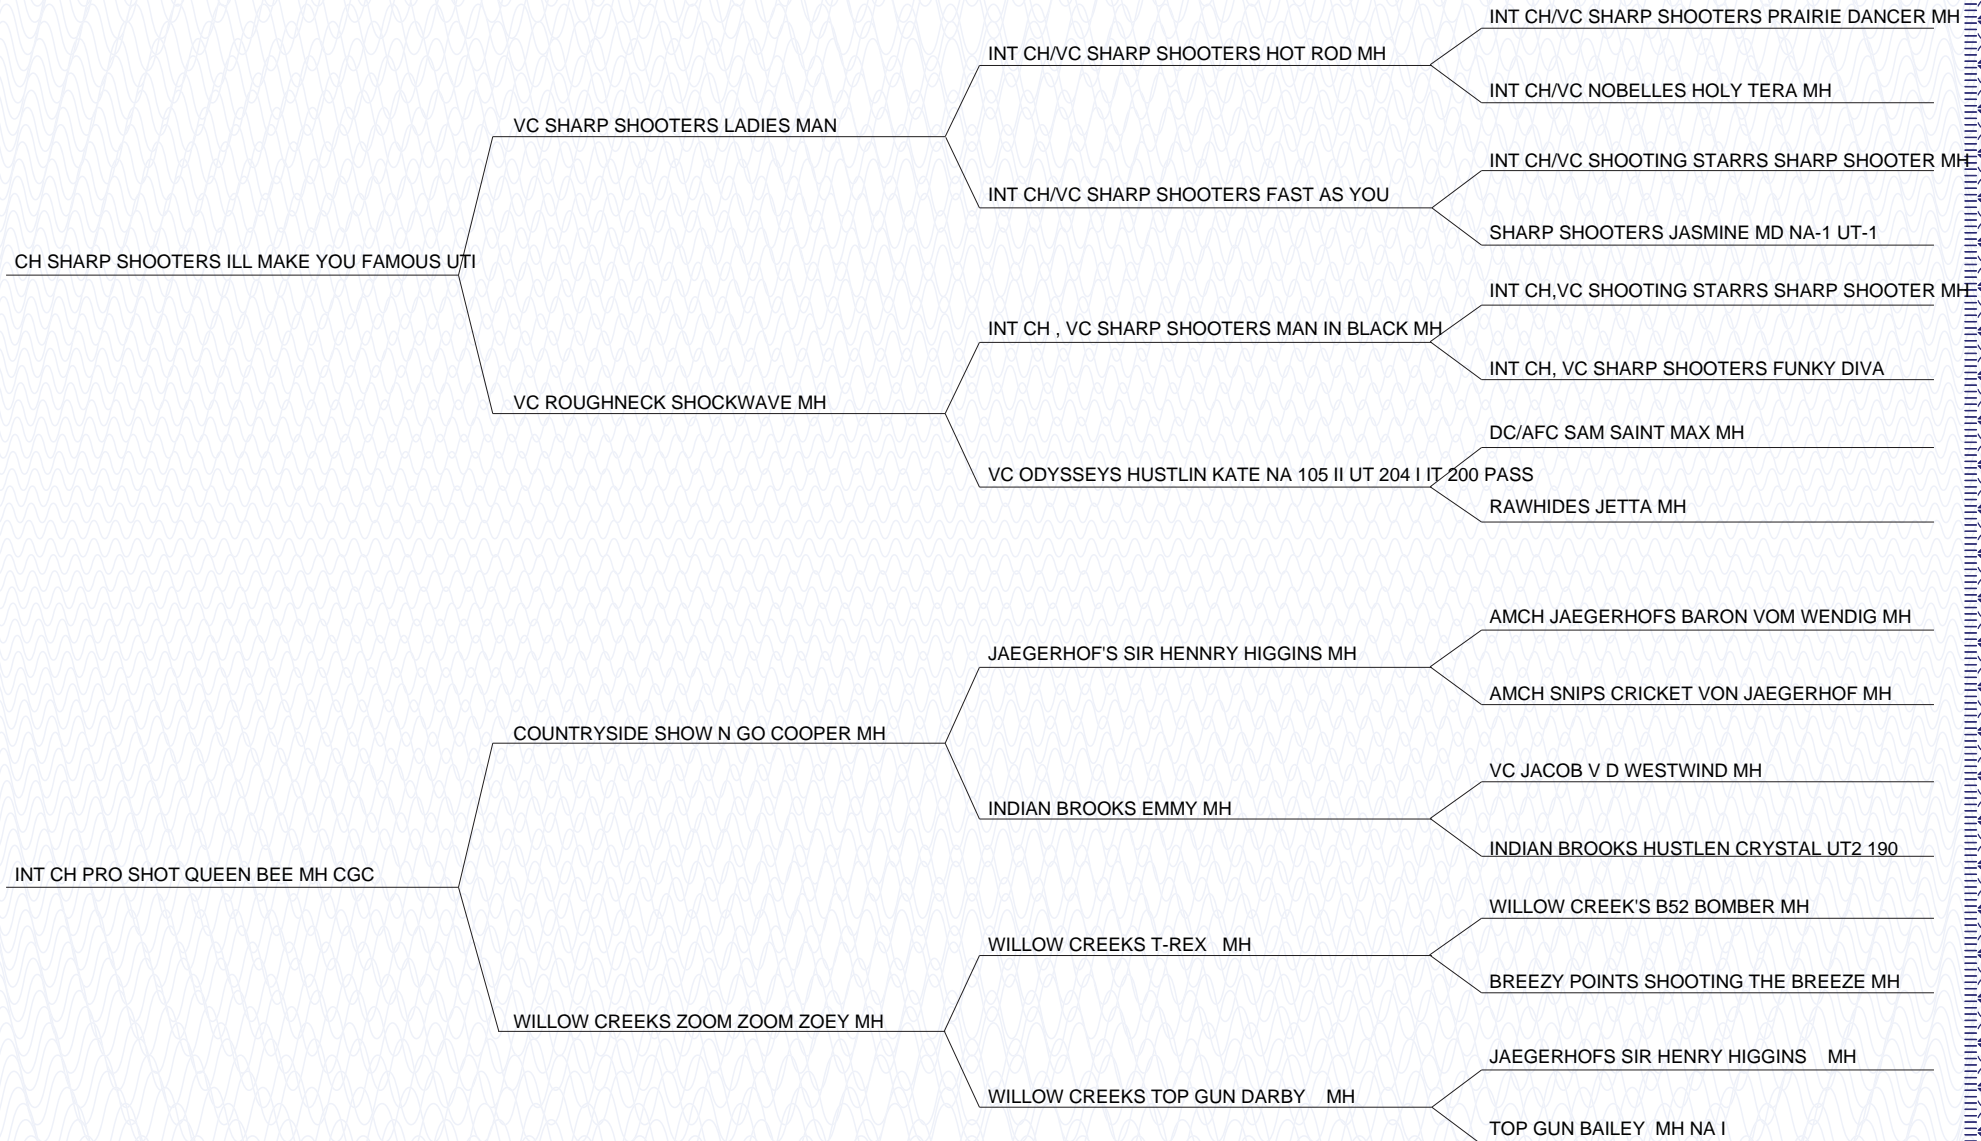 INT CH/VC SHARP SHOOTERS PRAIRIE DANCER MH
INT CH/VC SHARP SHOOTERS HOT ROD MH
INT CH/VC NOBELLES HOLY TERA MH
VC SHARP SHOOTERS LADIES MAN
INT CH/VC SHOOTING STARRS SHARP SHOOTER MH
INT CH/VC SHARP SHOOTERS FAST AS YOU
SHARP SHOOTERS JASMINE MD NA-1 UT-1
CH SHARP SHOOTERS ILL MAKE YOU FAMOUS UTI
INT CH,VC SHOOTING STARRS SHARP SHOOTER MH
INT CH , VC SHARP SHOOTERS MAN IN BLACK MH
INT CH, VC SHARP SHOOTERS FUNKY DIVA
VC ROUGHNECK SHOCKWAVE MH
DC/AFC SAM SAINT MAX MH
VC ODYSSEYS HUSTLIN KATE NA 105 II UT 204 I IT 200 PASS
RAWHIDES JETTA MH
AMCH JAEGERHOFS BARON VOM WENDIG MH
JAEGERHOF'S SIR HENNRY HIGGINS MH
AMCH SNIPS CRICKET VON JAEGERHOF MH
COUNTRYSIDE SHOW N GO COOPER MH
VC JACOB V D WESTWIND MH
INDIAN BROOKS EMMY MH
INDIAN BROOKS HUSTLEN CRYSTAL UT2 190
INT CH PRO SHOT QUEEN BEE MH CGC
WILLOW CREEK'S B52 BOMBER MH
WILLOW CREEKS T-REX   MH
BREEZY POINTS SHOOTING THE BREEZE MH
WILLOW CREEKS ZOOM ZOOM ZOEY MH
JAEGERHOFS SIR HENRY HIGGINS    MH
WILLOW CREEKS TOP GUN DARBY    MH
TOP GUN BAILEY  MH NA I